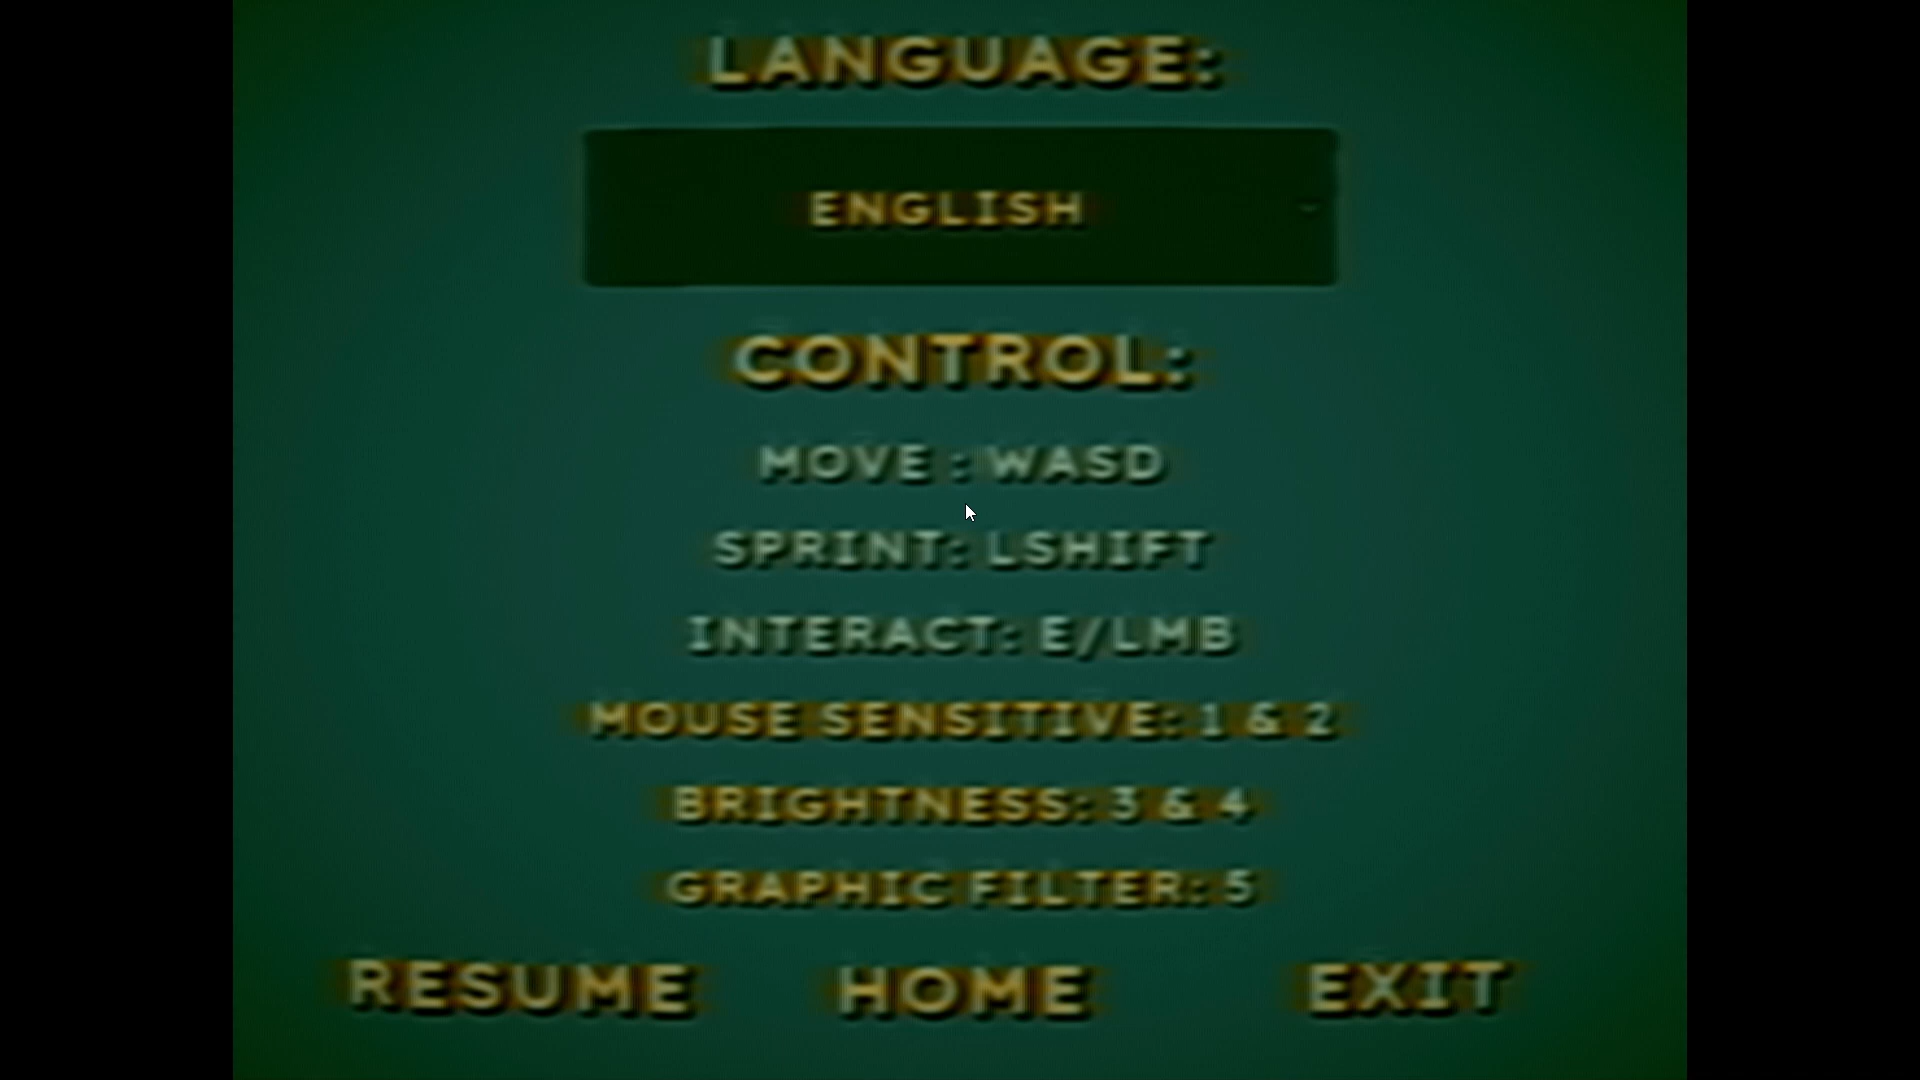 LANGUAGE:
ENGLISH
CONTROL:
MOVE : WASD
SPRINT: LSHIFT
INTERACT: E/LMB
MOUSE SENSITIVE: 1 & 2
BRIGHTNESS: 3 & 4
GRAPHIC FILTER: 5
RESUME HOME EXIT